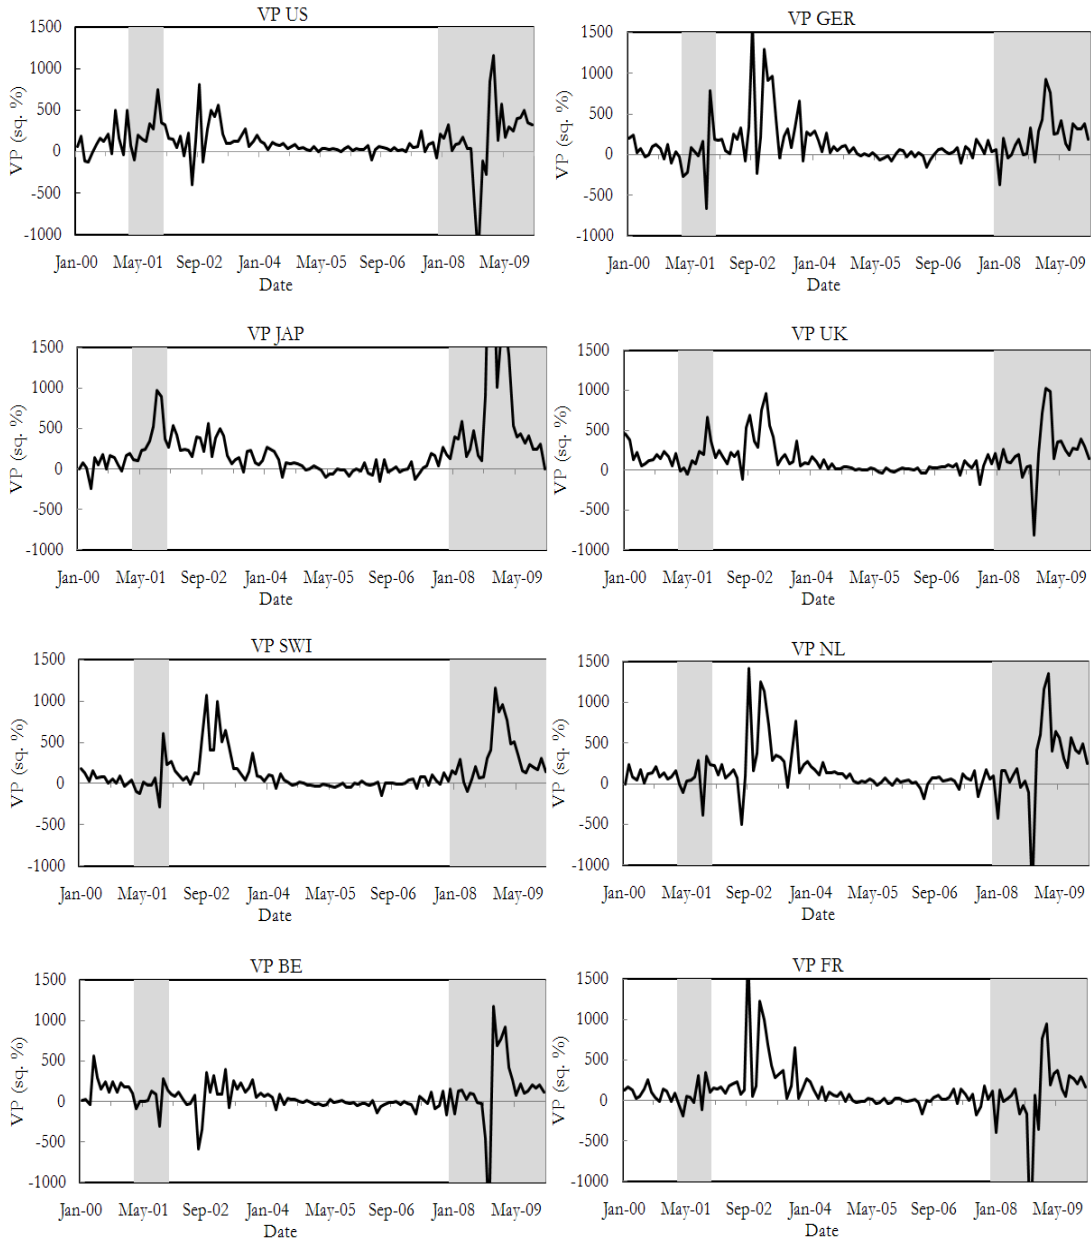 VP US
1500
1000
500
0
-500
-1000
VP (sq. %)
Jan-00 May-01 Sep-02 Jan-04 May-05 Sep-06 Jan-08 May-09
Date
VP GER
1500
1000
500
0
-500
-1000
VP (sq. %)
Jan-00 May-01 Sep-02 Jan-04 May-05 Sep-06 Jan-08 May-09
Date
VP JAP
1500
1000
500
0
-500
-1000
VP (sq. %)
Jan-00 May-01 Sep-02 Jan-04 May-05 Sep-06 Jan-08 May-09
Date
VP UK
1500
1000
500
0
-500
-1000
VP (sq. %)
Jan-00 May-01 Sep-02 Jan-04 May-05 Sep-06 Jan-08 May-09
Date
VP SWI
1500
1000
500
0
-500
-1000
VP (sq. %)
Jan-00 May-01 Sep-02 Jan-04 May-05 Sep-06 Jan-08 May-09
Date
VP NL
1500
1000
500
0
-500
-1000
VP (sq. %)
Jan-00 May-01 Sep-02 Jan-04 May-05 Sep-06 Jan-08 May-09
Date
VP BE
1500
1000
500
0
-500
-1000
VP (sq. %)
Jan-00 May-01 Sep-02 Jan-04 May-05 Sep-06 Jan-08 May-09
Date
VP FR
1500
1000
500
0
-500
-1000
VP (sq. %)
Jan-00 May-01 Sep-02 Jan-04 May-05 Sep-06 Jan-08 May-09
Date